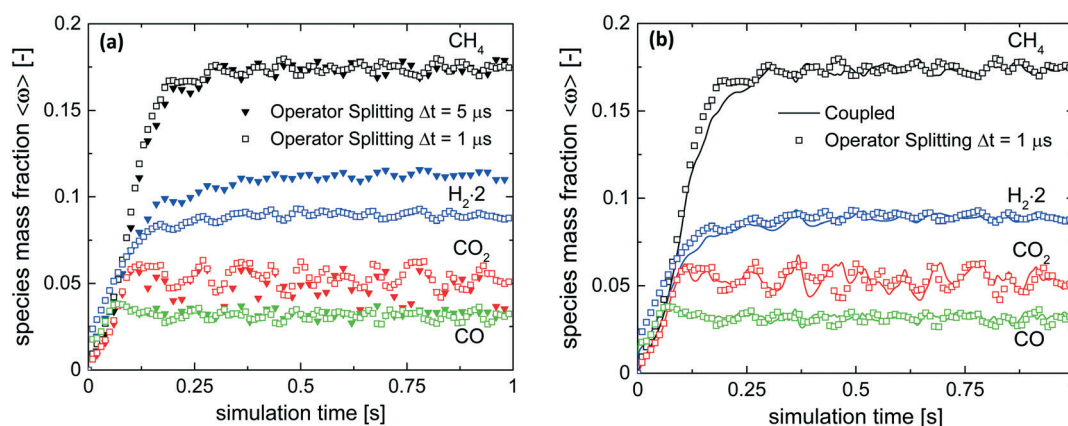 (a)
species mass fraction <ω> [-]
0.2
0.15
0.1
0.05
0
CH4
▼ Operator Splitting Δt = 5 μs
□ Operator Splitting Δt = 1 μs
H2·2
CO2
CO
0 0.25 0.5 0.75 1
simulation time [s]
(b)
species mass fraction <ω> [-]
0.2
0.15
0.1
0.05
0
CH4
Coupled
□ Operator Splitting Δt = 1 μs
H2·2
CO2
CO
0 0.25 0.5 0.75 1
simulation time [s]